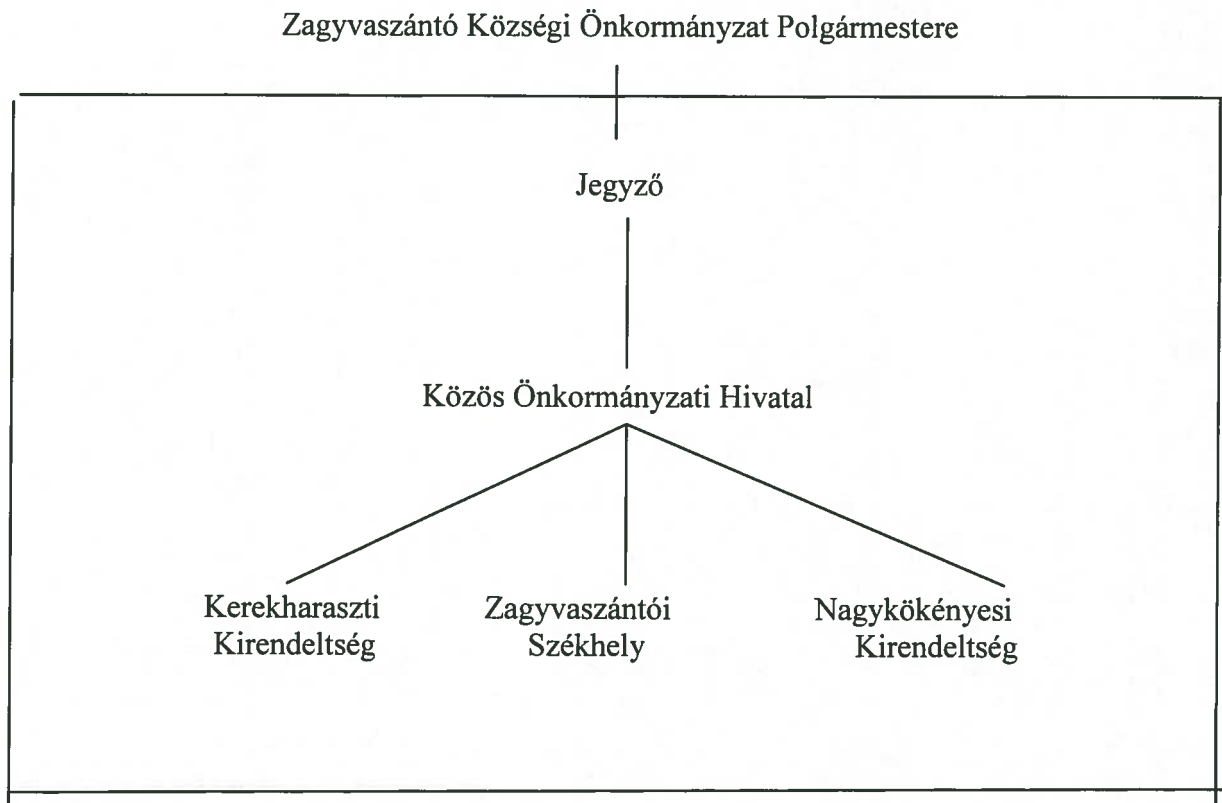 Zagyvaszántó Községi Önkormányzat Polgármestere
Jegyző
Közös Önkormányzati Hivatal
Kerekharaszti
Kirendeltség
Zagyvaszántói
Székhely
Nagykökényesi
Kirendeltség